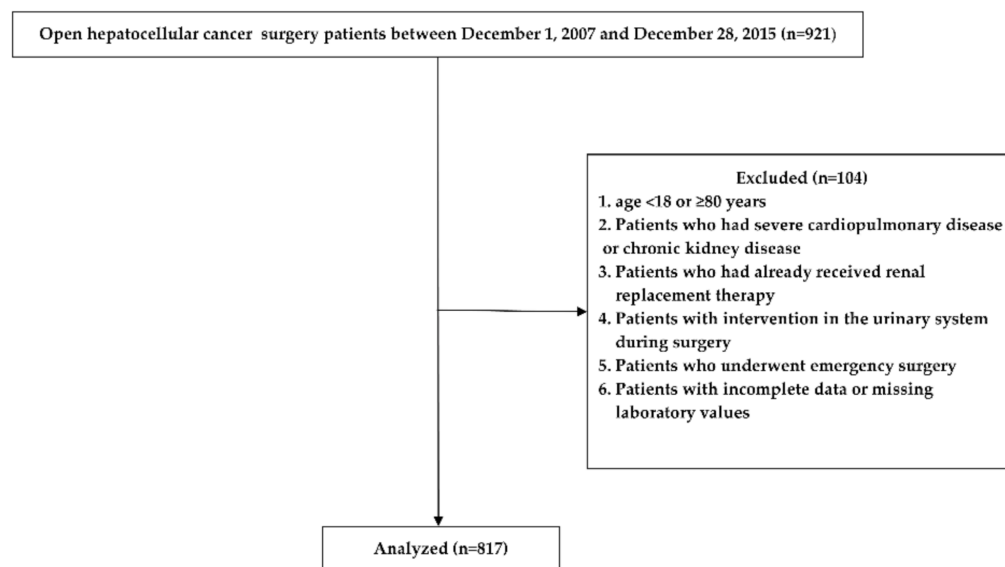 Open hepatocellular cancer surgery patients between December 1, 2007 and December 28, 2015 (n=921)
Excluded (n=104)
1. age <18 or ≥80 years
2. Patients who had severe cardiopulmonary disease
or chronic kidney disease
3. Patients who had already received renal
replacement therapy
4. Patients with intervention in the urinary system
during surgery
5. Patients who underwent emergency surgery
6. Patients with incomplete data or missing
laboratory values
Analyzed (n=817)